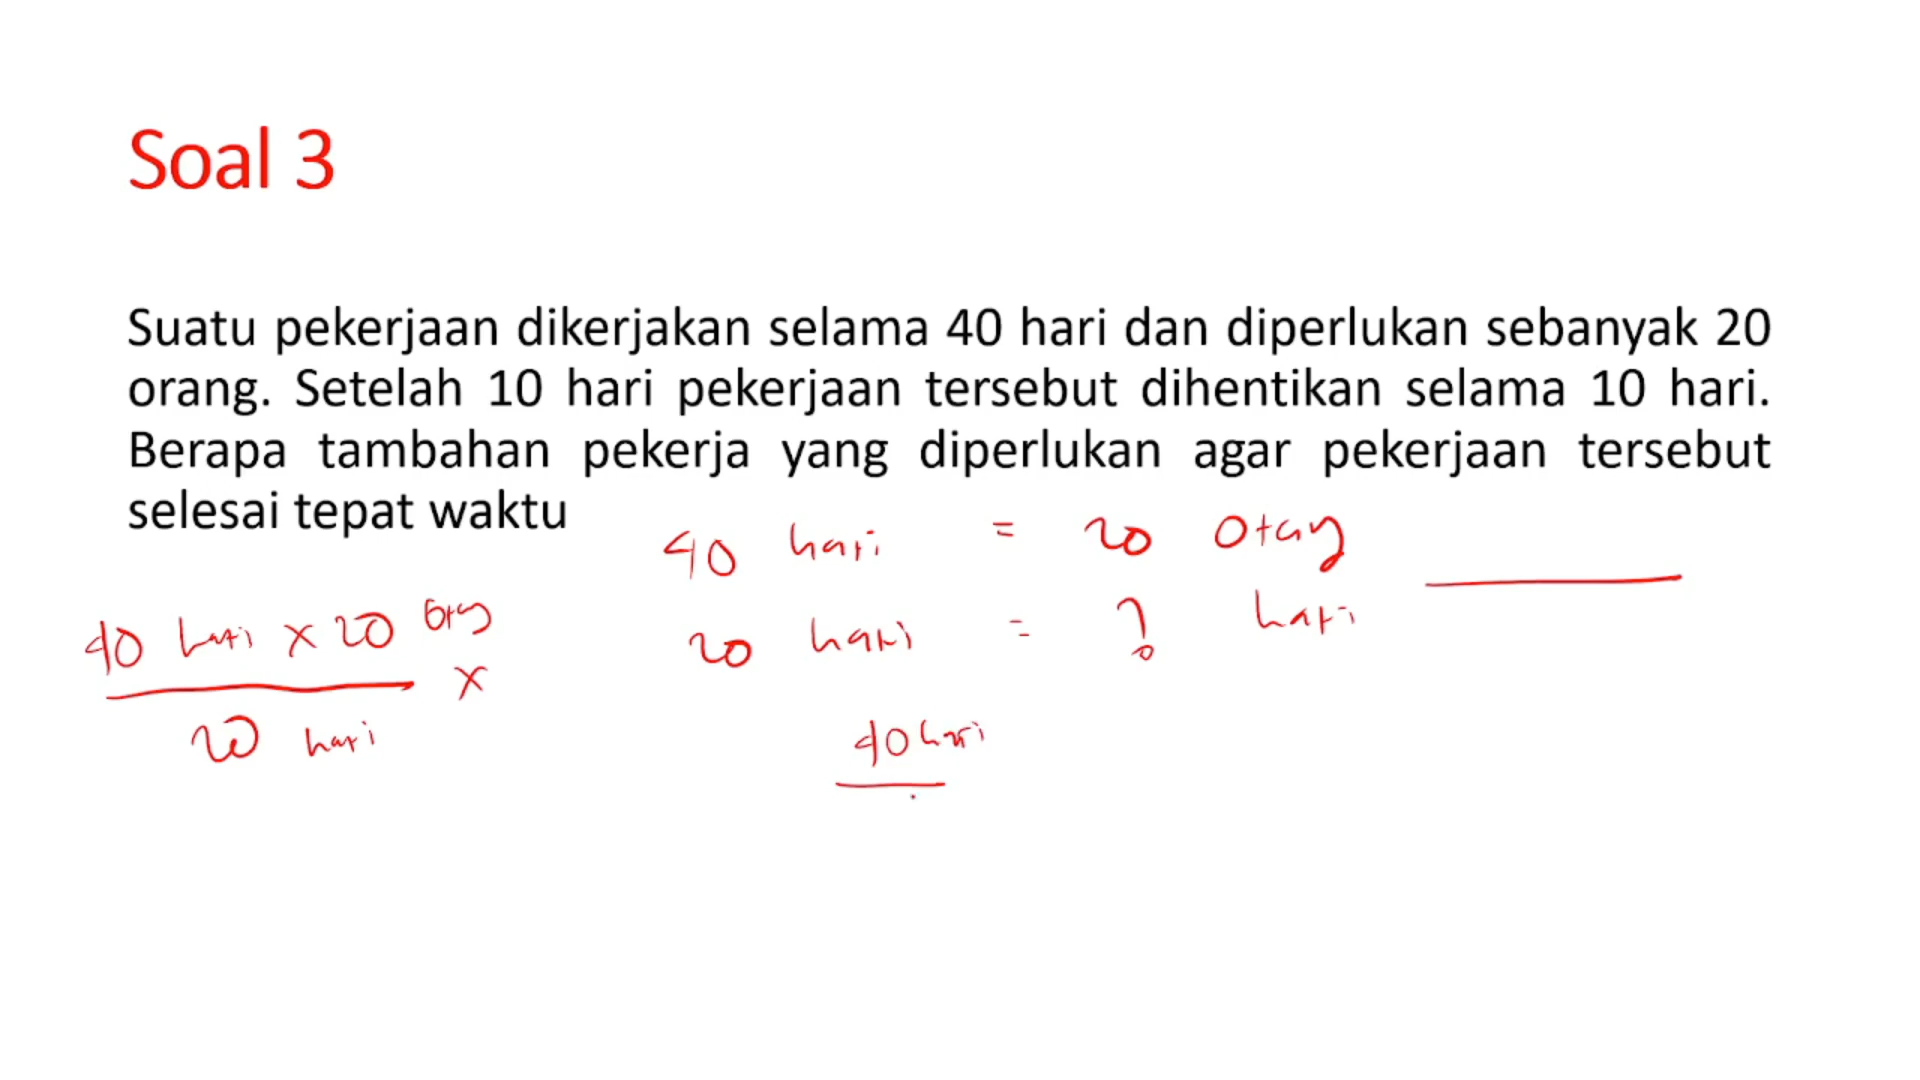 Soal 3
Suatu pekerjaan dikerjakan selama 40 hari dan diperlukan sebanyak 20
orang. Setelah 10 hari pekerjaan tersebut dihentikan selama 10 hari.
Berapa tambahan pekerja yang diperlukan agar pekerjaan tersebut
selesai tepat waktu
40 hari = 20 orang
20 hari = ? hari
40 hari x 20 org
x
20 hari
40 hari